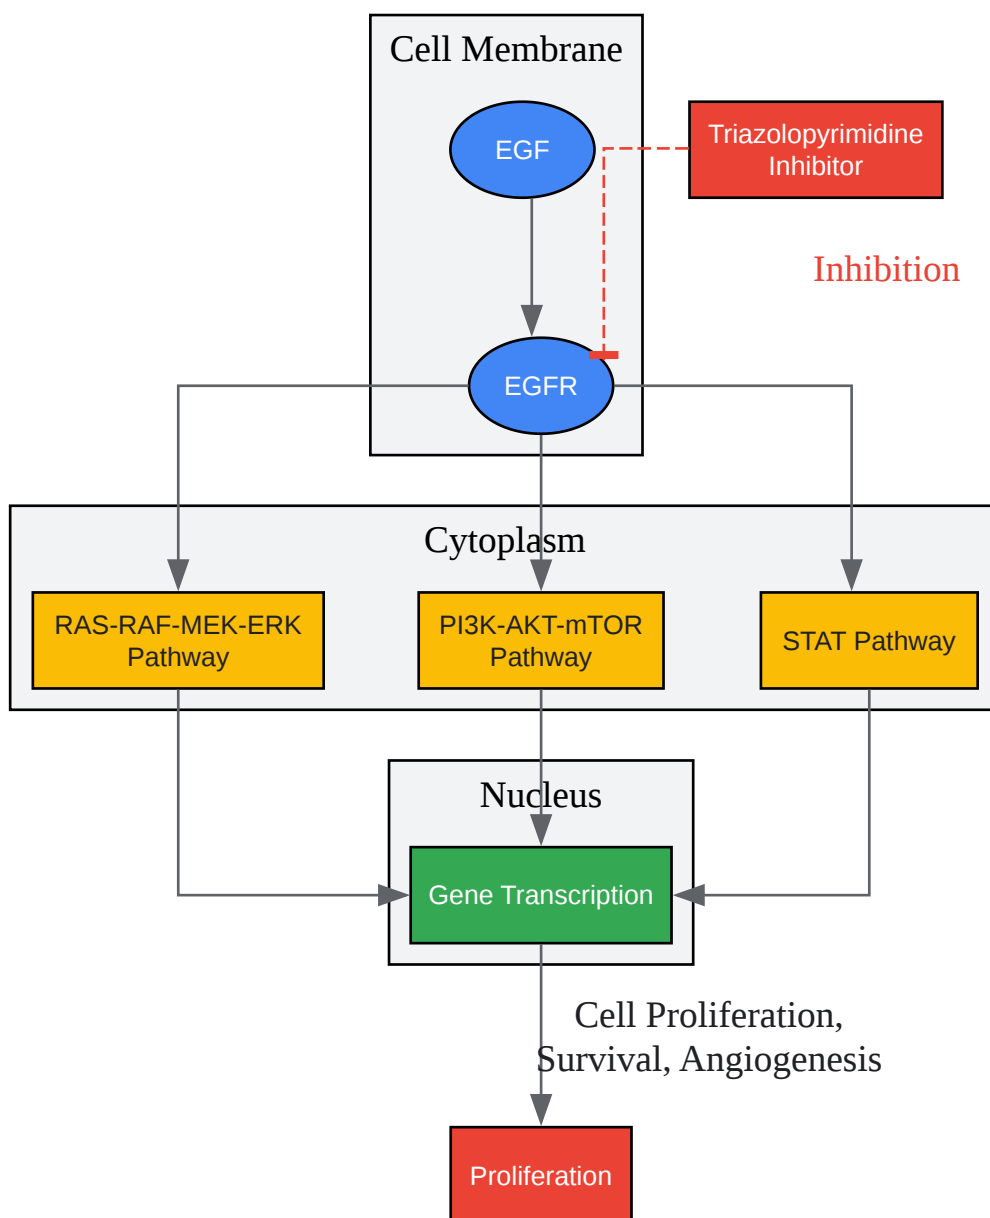 Cell Membrane
EGF
Triazolopyrimidine
Inhibitor
Inhibition
EGFR
Cytoplasm
RAS-RAF-MEK-ERK
Pathway
PI3K-AKT-mTOR
Pathway
STAT Pathway
Nucleus
Gene Transcription
Cell Proliferation,
Survival, Angiogenesis
Proliferation